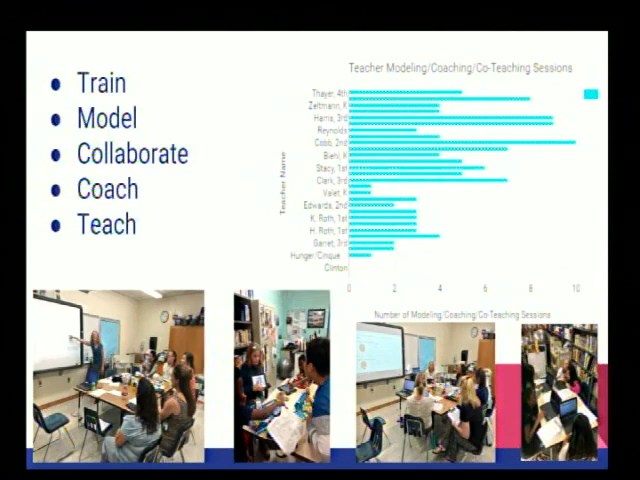 Train
Model
Collaborate
Coach
Teach
Teacher Modeling/Coaching/Co-Teaching Sessions
Teacher Name
Thayer, 4th
Zeltmann, K
Harris, 3rd
Reynolds
Cobb, 2nd
Biehl, K
Stacy, 1st
Clark, 3rd
Valet, K
Edwards, 2nd
K. Roth, 1st
H. Roth, 1st
Garret, 3rd
Hunger/Cinque...
Clinton
0 2 4 6 8 10
Number of Modeling/Coaching/Co-Teaching Sessions